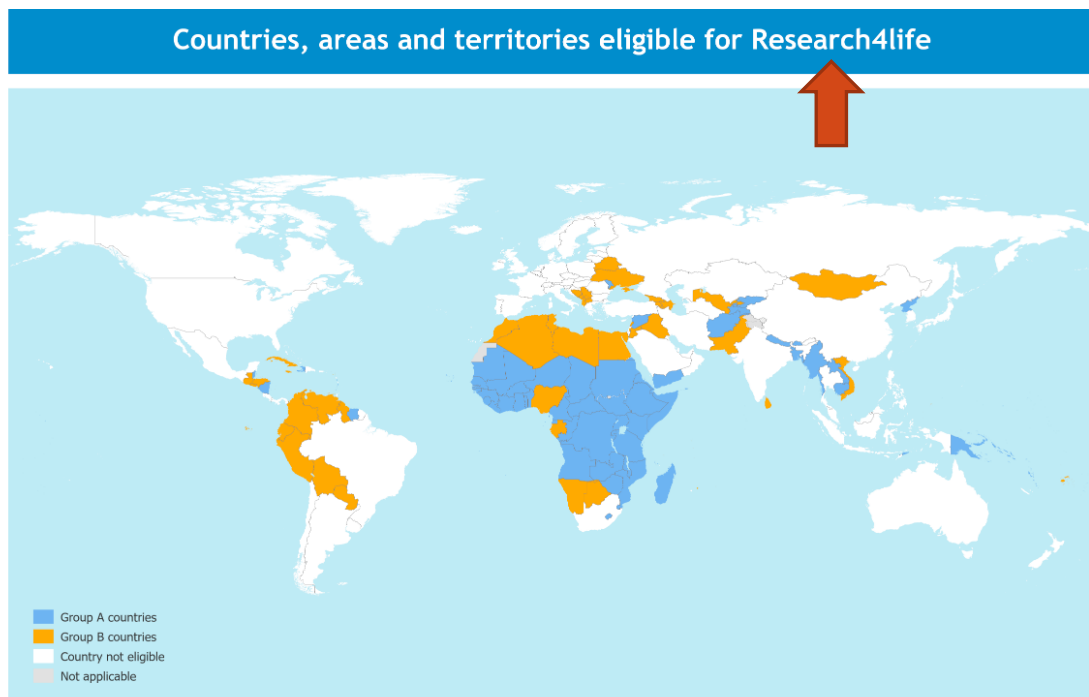 Countries, areas and territories eligible for Research4life
Group A countries
Group B countries
Country not eligible
Not applicable